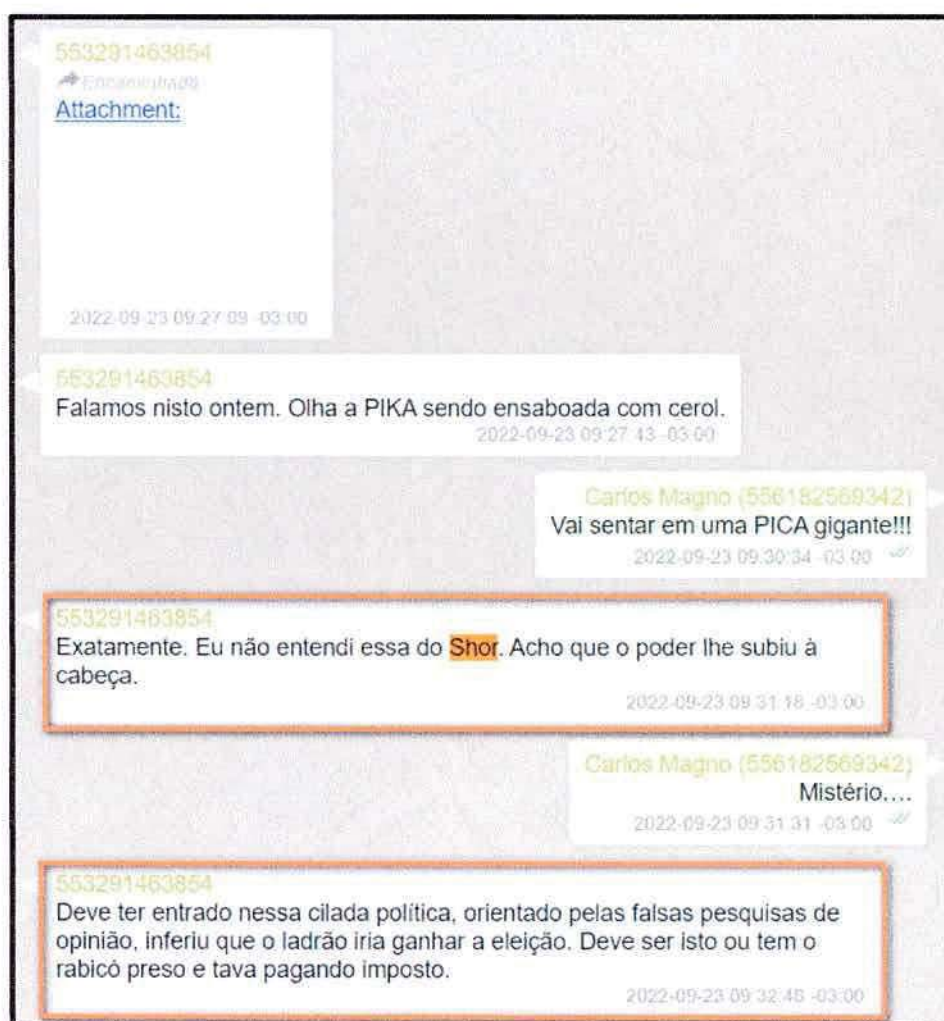 553291463854
Encaminhado
Attachment:
2022-09-23 09:27:09 -03:00
553291463854
Falamos nisto ontem. Olha a PIKA sendo ensaboada com cerol.
2022-09-23 09:27:43 -03:00
Carlos Magno (556182569342)
Vai sentar em uma PICA gigante!!!
2022-09-23 09:30:34 -03:00
553291463854
Exatamente. Eu não entendi essa do Shor. Acho que o poder lhe subiu à
cabeça.
2022-09-23 09:31:18 -03:00
Carlos Magno (556182569342)
Mistério....
2022-09-23 09:31:31 -03:00
553291463854
Deve ter entrado nessa cilada política, orientado pelas falsas pesquisas de
opinião, inferiu que o ladrão iria ganhar a eleição. Deve ser isto ou tem o
rabicó preso e tava pagando imposto.
2022-09-23 09:32:46 -03:00